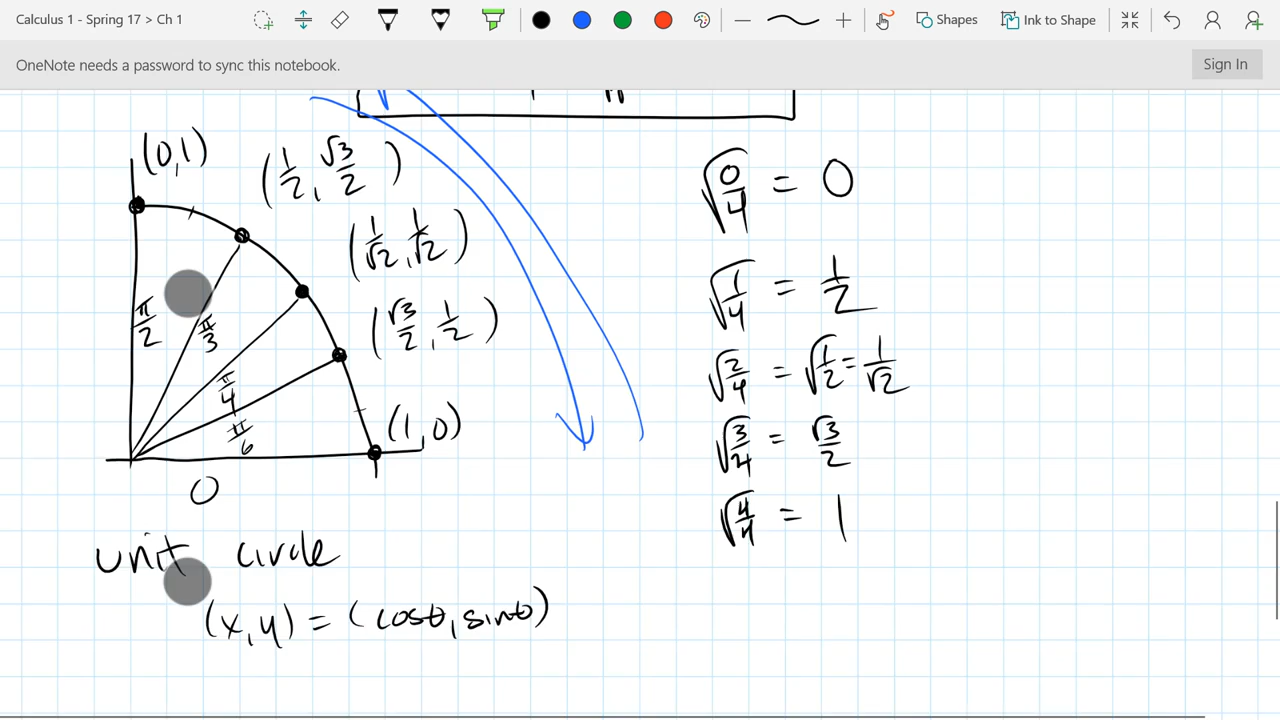 Calculus 1 - Spring 17 > Ch 1
Shapes
Ink to Shape
OneNote needs a password to sync this notebook.
Sign In
(0,1)
(1/2, √3/2)
(1/√2, 1/√2)
(√3/2, 1/2)
(1,0)
π/2
π/3
π/4
π/6
0
unit circle
(x,y) = (cosθ, sinθ)
√(0/4) = 0
√(1/4) = 1/2
√(2/4) = √(1/2) = 1/√2
√(3/4) = √3/2
√(4/4) = 1